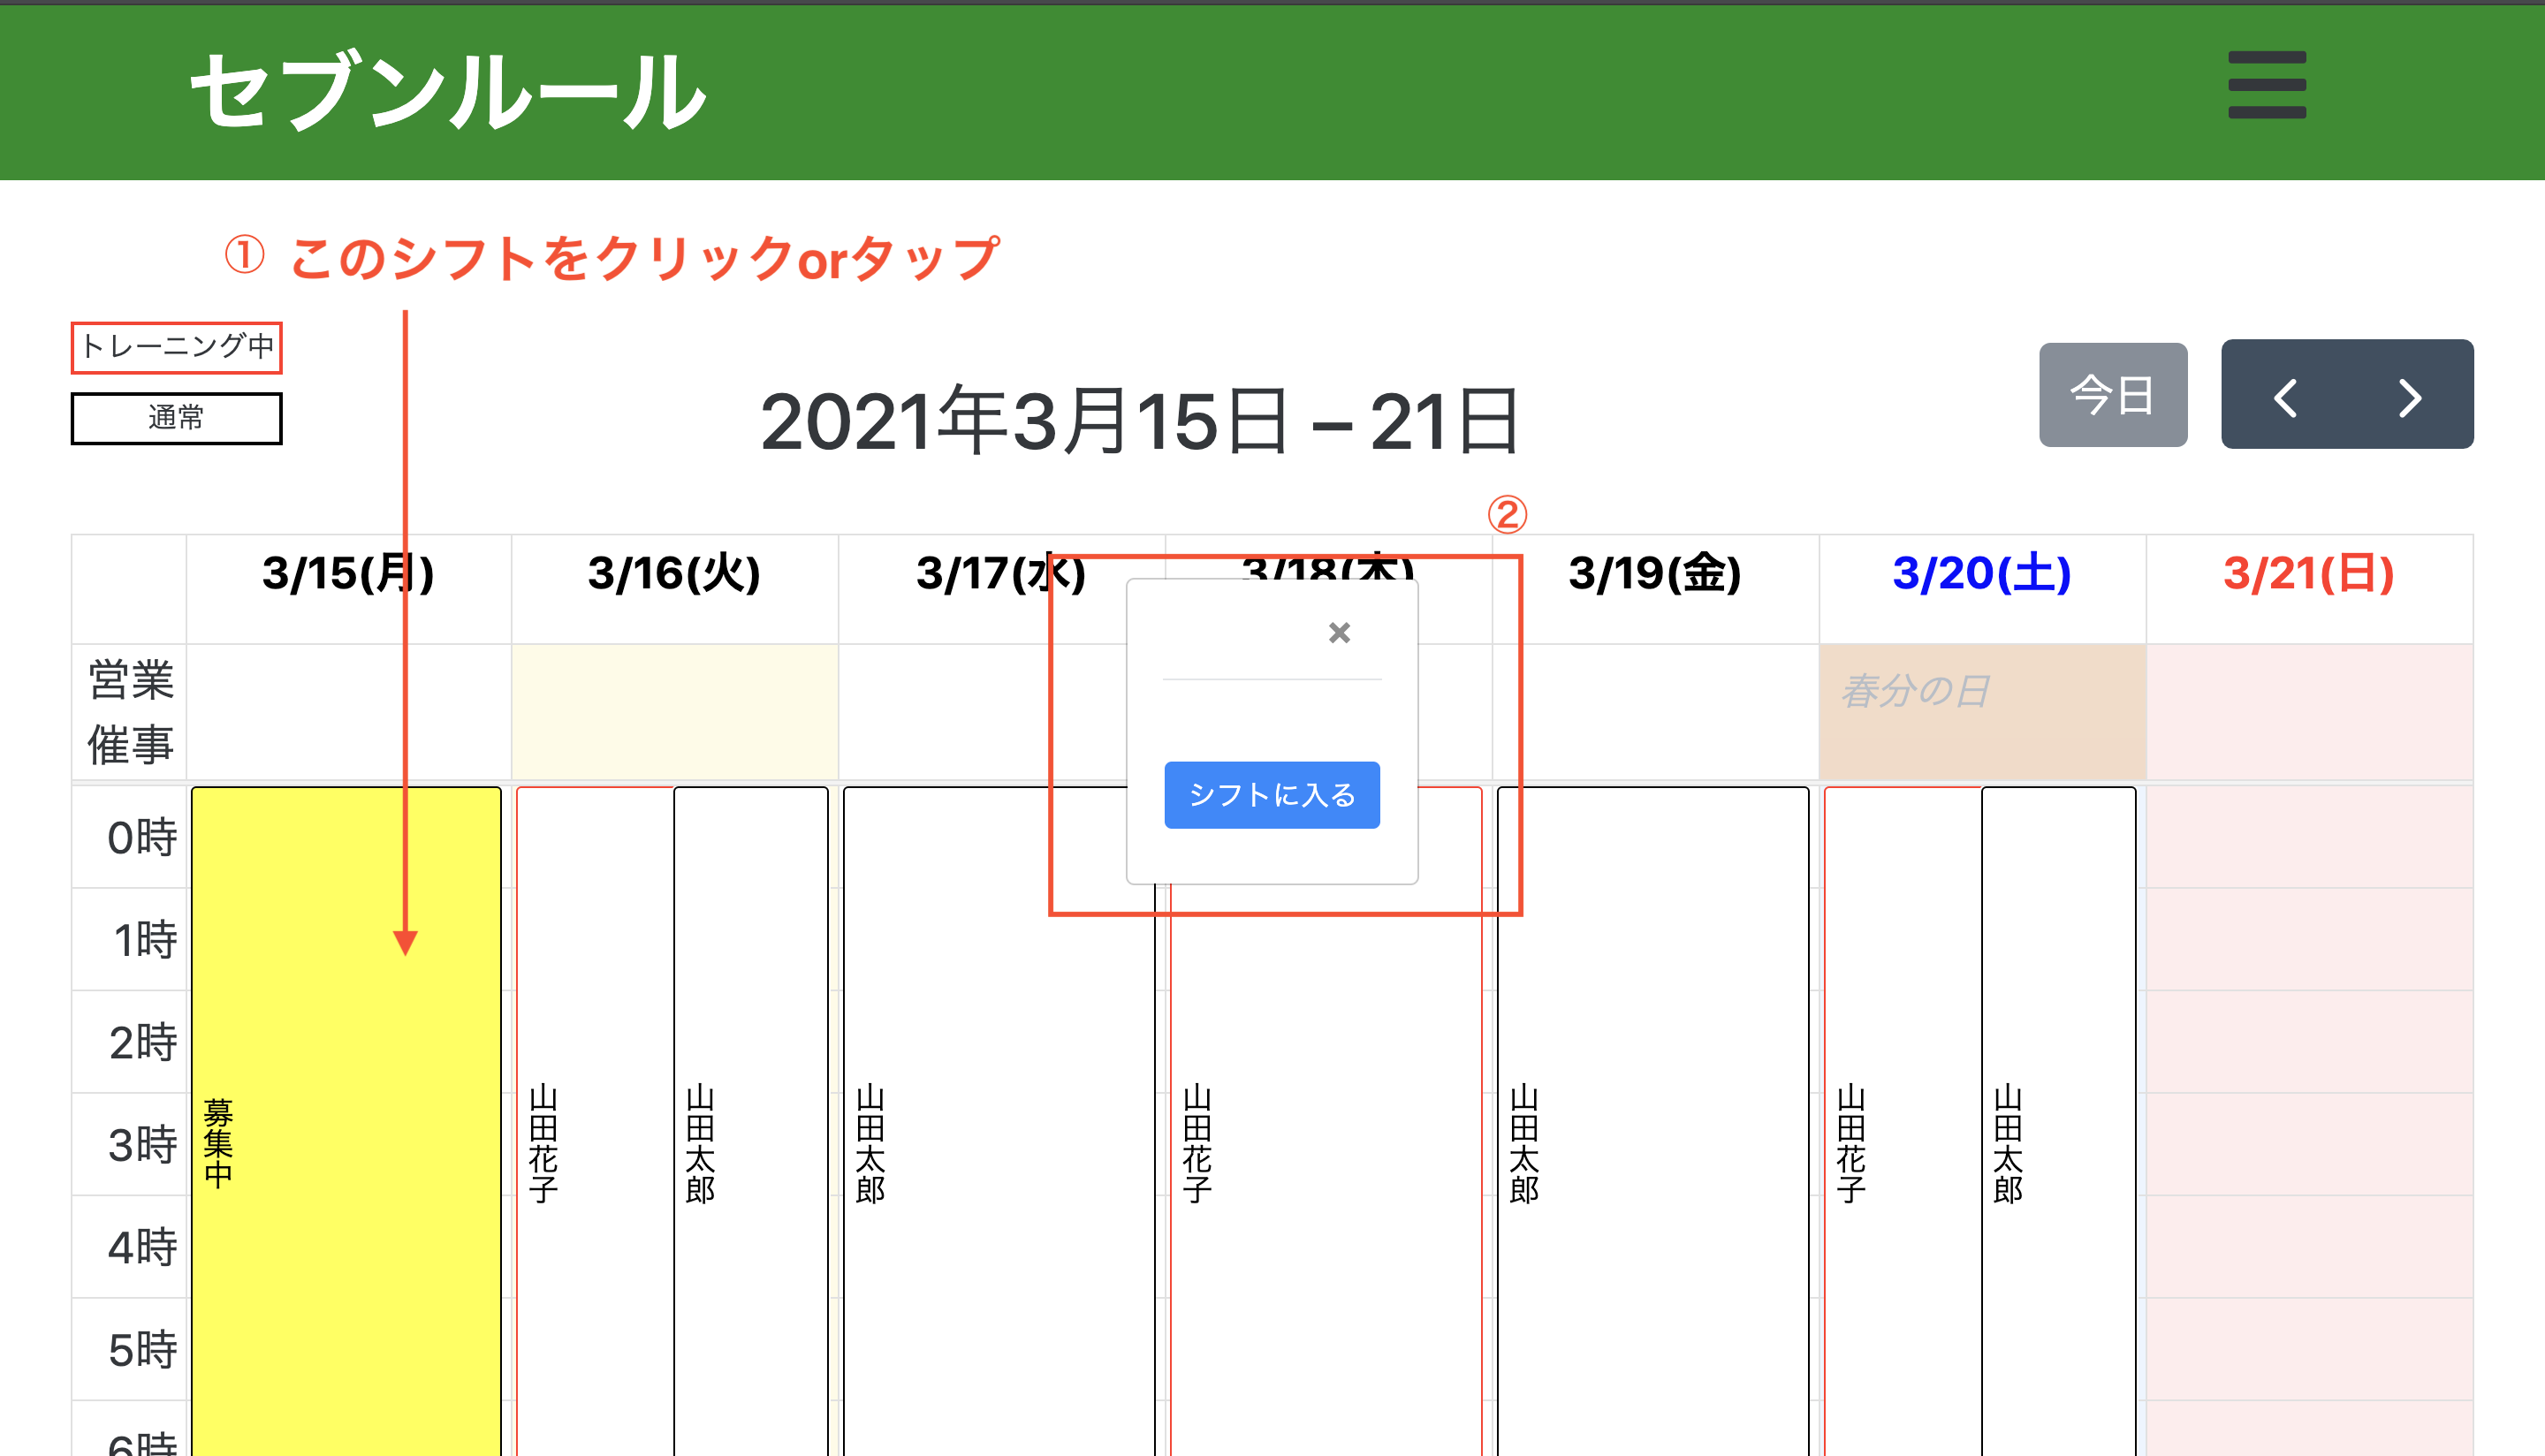 セブンルール
① このシフトをクリックorタップ
トレーニング中
通常
2021年3月15日 – 21日
今日
②
3/15(月) 3/16(火) 3/17(水) 3/18(木) 3/19(金) 3/20(土) 3/21(日)
×
営業
催事
春分の日
シフトに入る
0時
1時
2時
3時
4時
5時
6時
募集中
山田花子
山田太郎
山田太郎
山田花子
山田太郎
山田花子
山田太郎